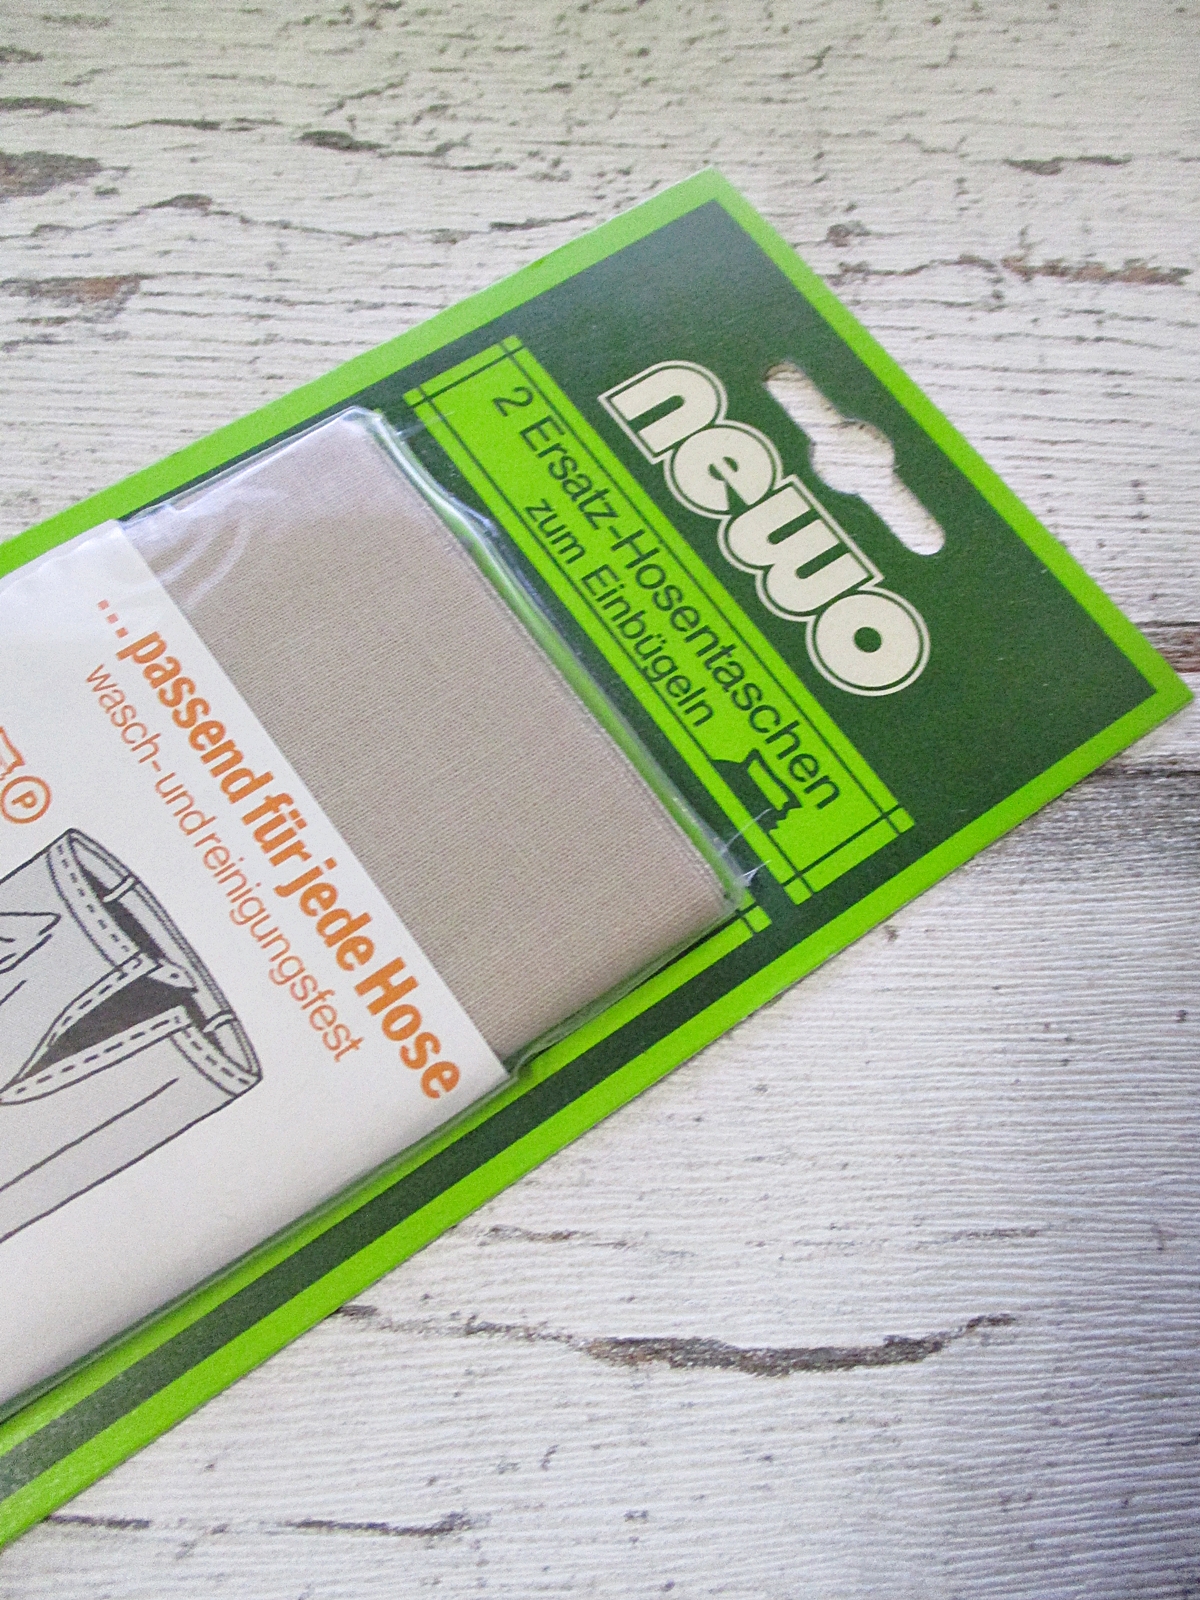 newo
2 Ersatz-Hosentaschen
zum Einbügeln
...passend für jede Hose
wasch- und reinigungsfest
P